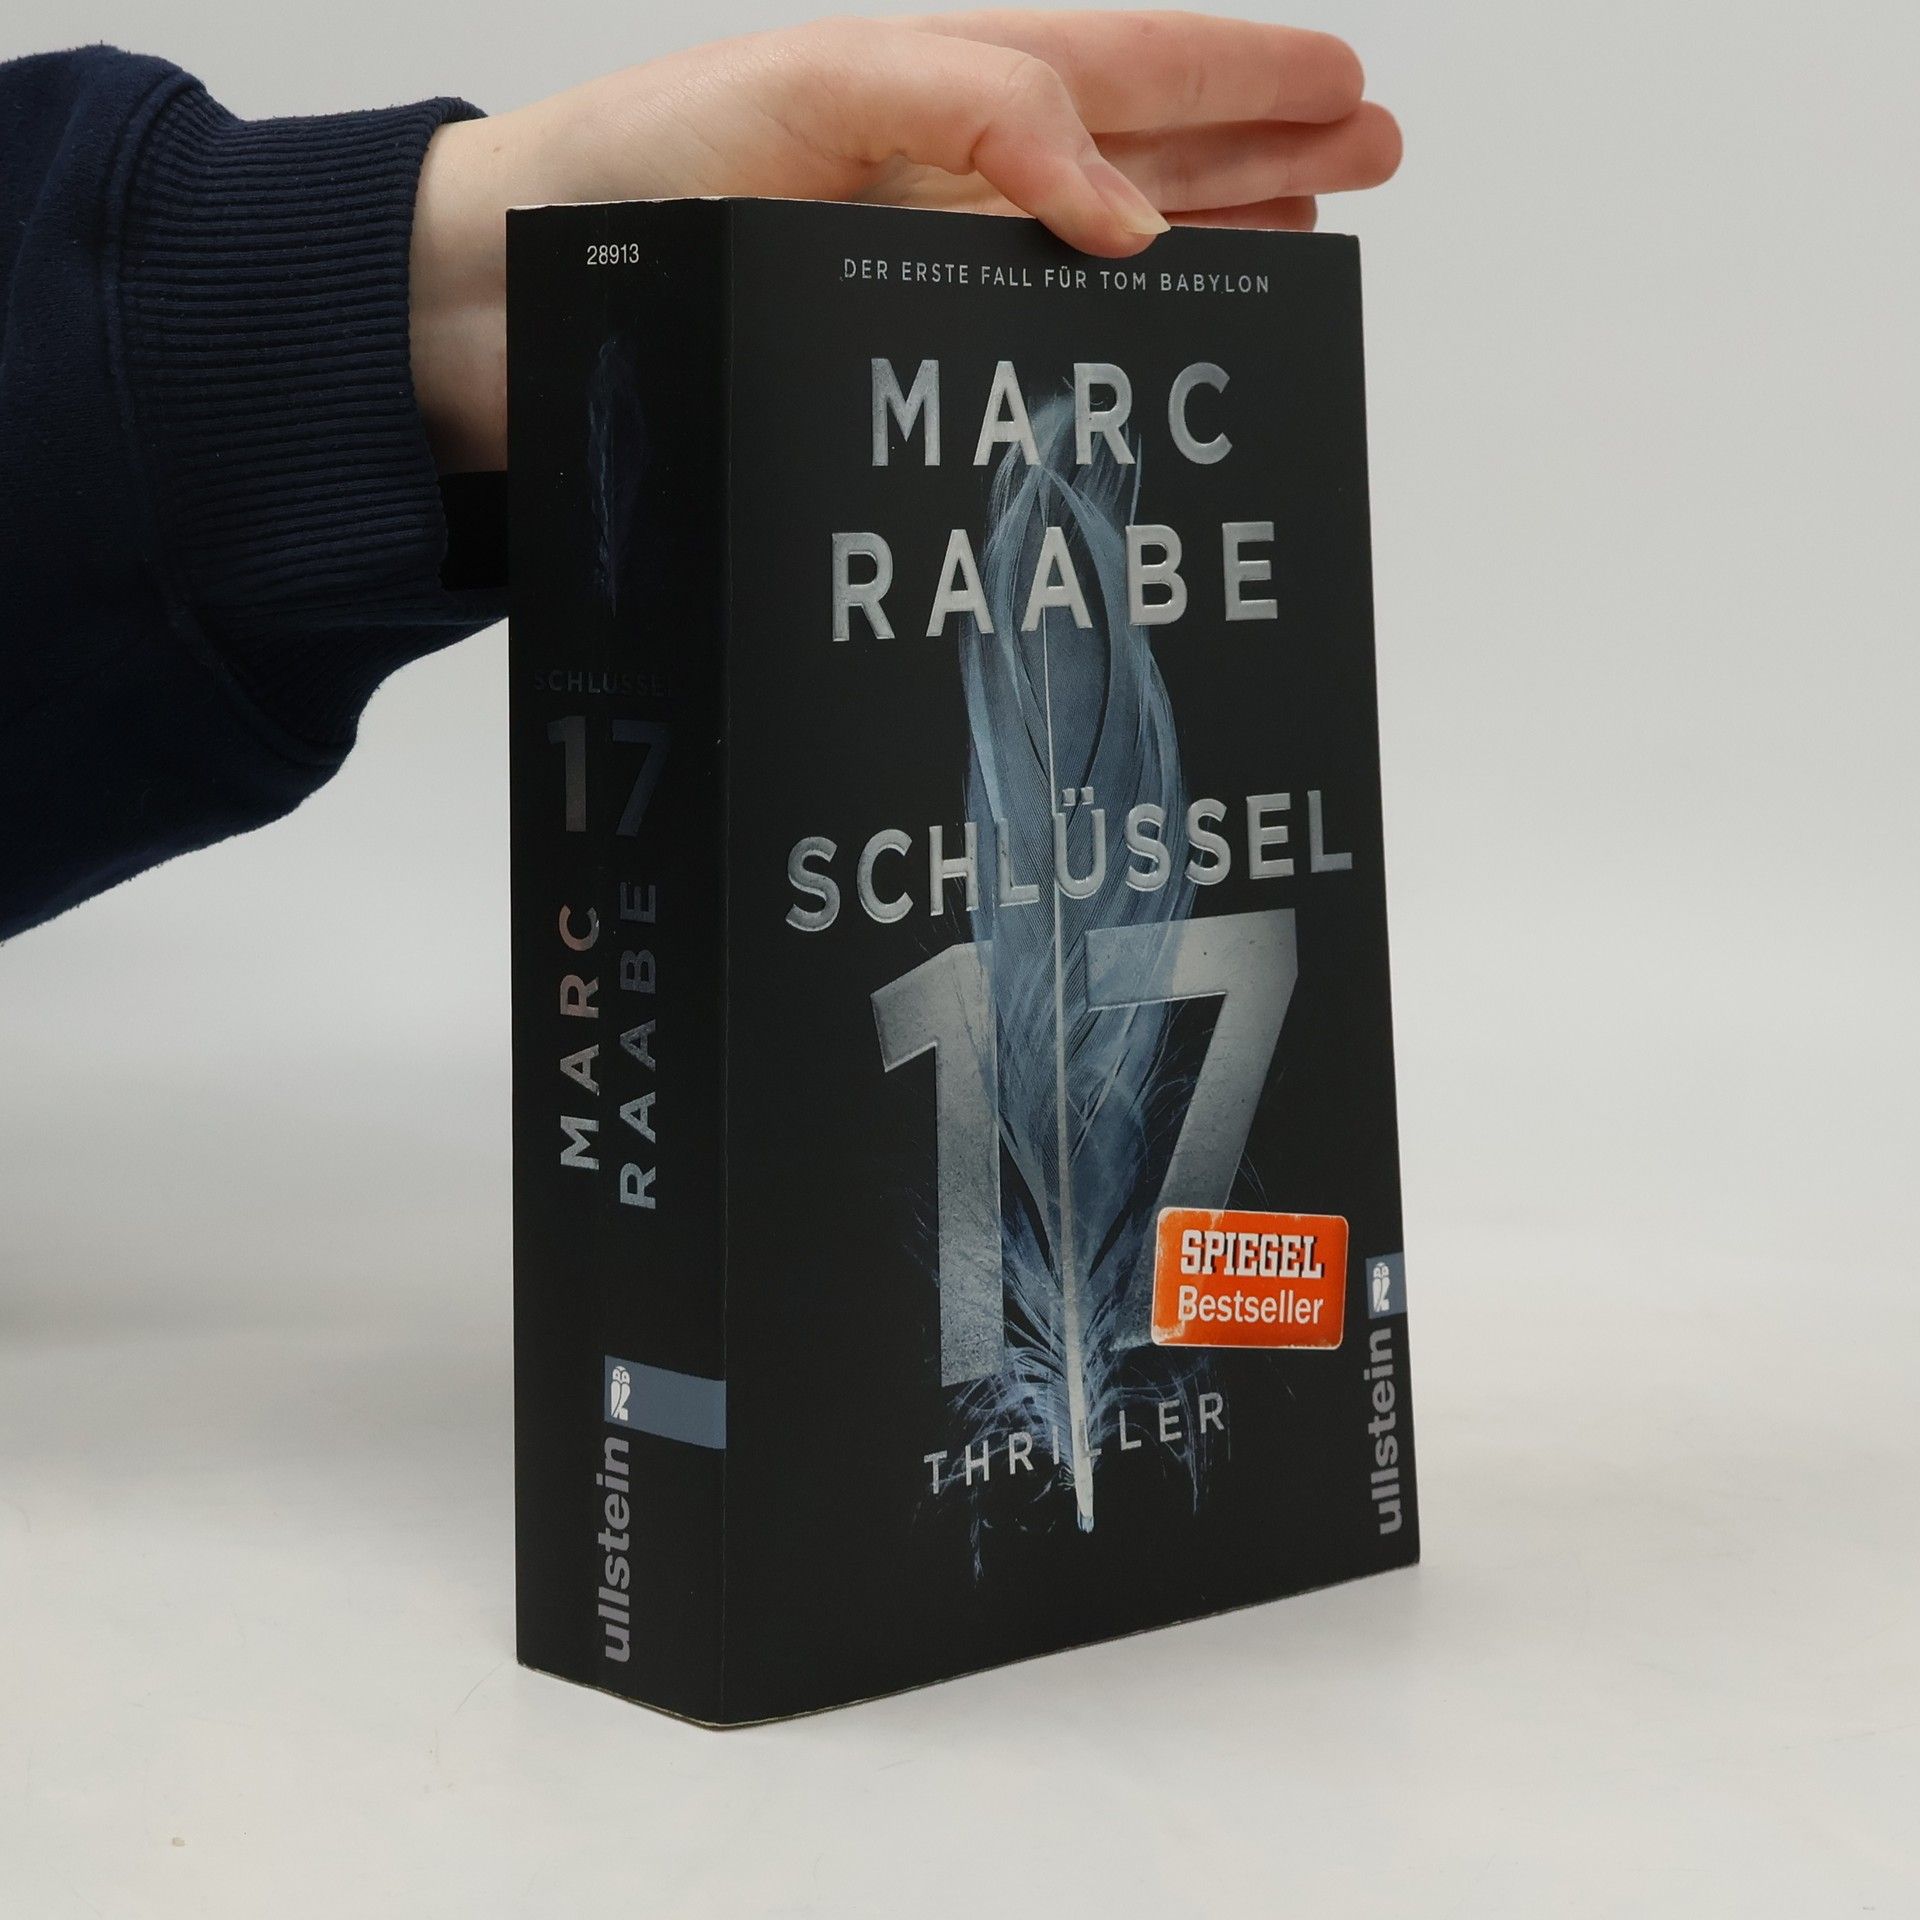 28913
SCHLÜSSEL
17
MARC
RAABE
ullstein
DER ERSTE FALL FÜR TOM BABYLON
MARC
RAABE
SCHLÜSSEL
17
SPIEGEL
Bestseller
THRILLER
ullstein